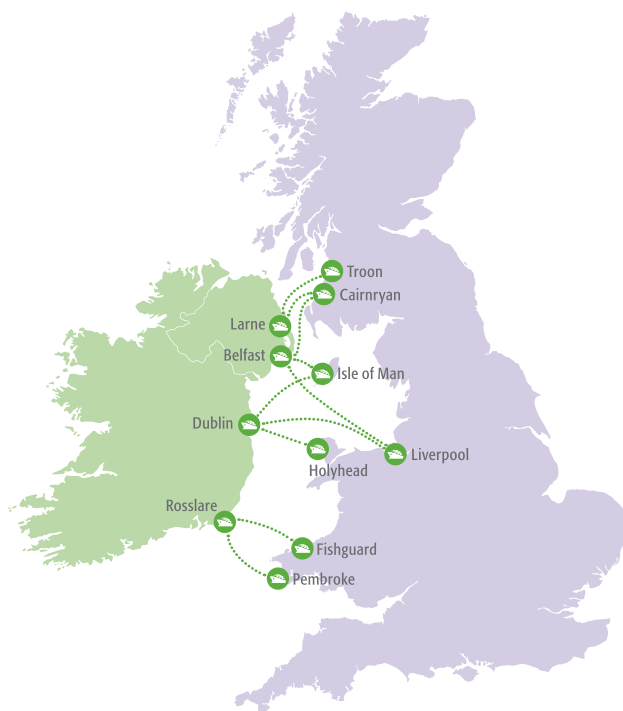 Troon
Cairnryan
Larne
Belfast
Isle of Man
Dublin
Liverpool
Holyhead
Rosslare
Fishguard
Pembroke